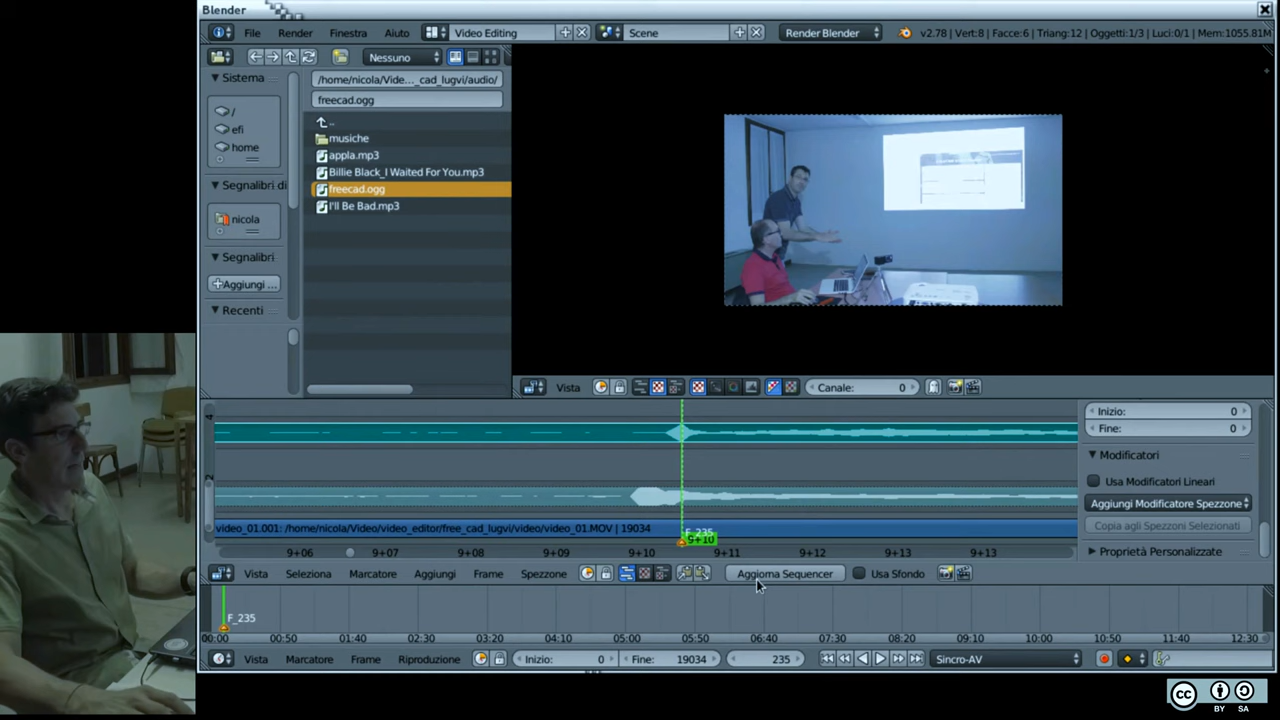 Blender
File Render Finestra Aiuto Video Editing Scene Render Blender v2.78 | Vert:8 | Facce:6 | Triang:12 | Oggetti:1/3 | Luci:0/1 | Mem:1055.81M
Nessuno
Sistema
/home/nicola/Vide..._cad_lugvi/audio/
freecad.ogg
/
efi
home
..
musiche
appla.mp3
Billie Black_I Waited For You.mp3
freecad.ogg
I'll Be Bad.mp3
Segnalibri di
nicola
Segnalibri
Aggiungi ...
Recenti
Vista Canale: 0
Inizio: 0
Fine: 0
Modificatori
Usa Modificatori Lineari
Aggiungi Modificatore Spezzone
Copia agli Spezzoni Selezionati
Proprietà Personalizzate
4
2
video_01.001: /home/nicola/Video/video_editor/free_cad_lugvi/video/video_01.MOV | 19034
F_235
9+10
9+06 9+07 9+08 9+09 9+10 9+11 9+12 9+13 9+13
Vista Seleziona Marcatore Aggiungi Frame Spezzone Aggiorna Sequencer Usa Sfondo
F_235
00:00 00:50 01:40 02:30 03:20 04:10 05:00 05:50 06:40 07:30 08:20 09:10 10:00 10:50 11:40 12:30
Vista Marcatore Frame Riproduzione Inizio: 0 Fine: 19034 235 Sincro-AV
cc BY SA